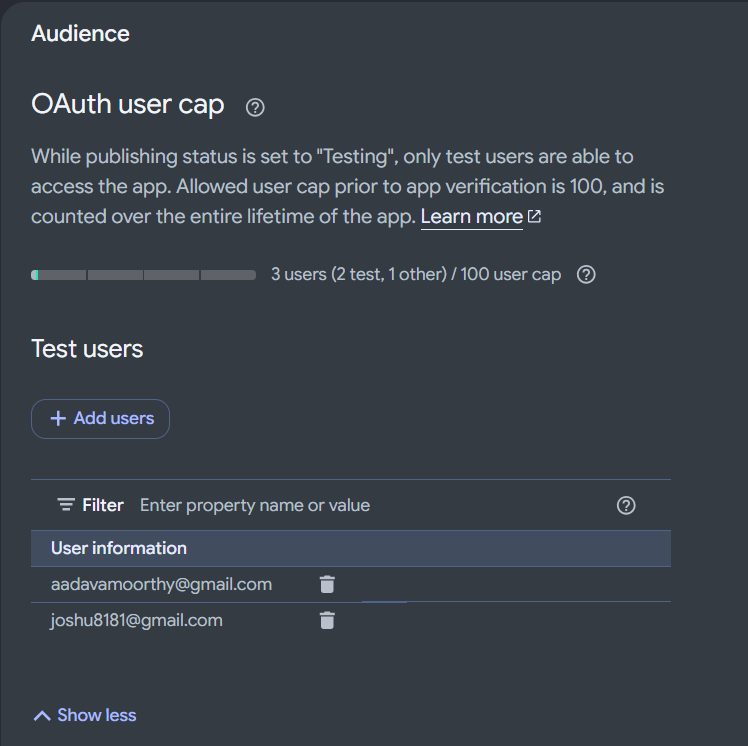 Audience
OAuth user cap
While publishing status is set to "Testing", only test users are able to
access the app. Allowed user cap prior to app verification is 100, and is
counted over the entire lifetime of the app. Learn more
3 users (2 test, 1 other) / 100 user cap
Test users
+ Add users
Filter Enter property name or value
User information
aadavamoorthy@gmail.com
joshu8181@gmail.com
Show less